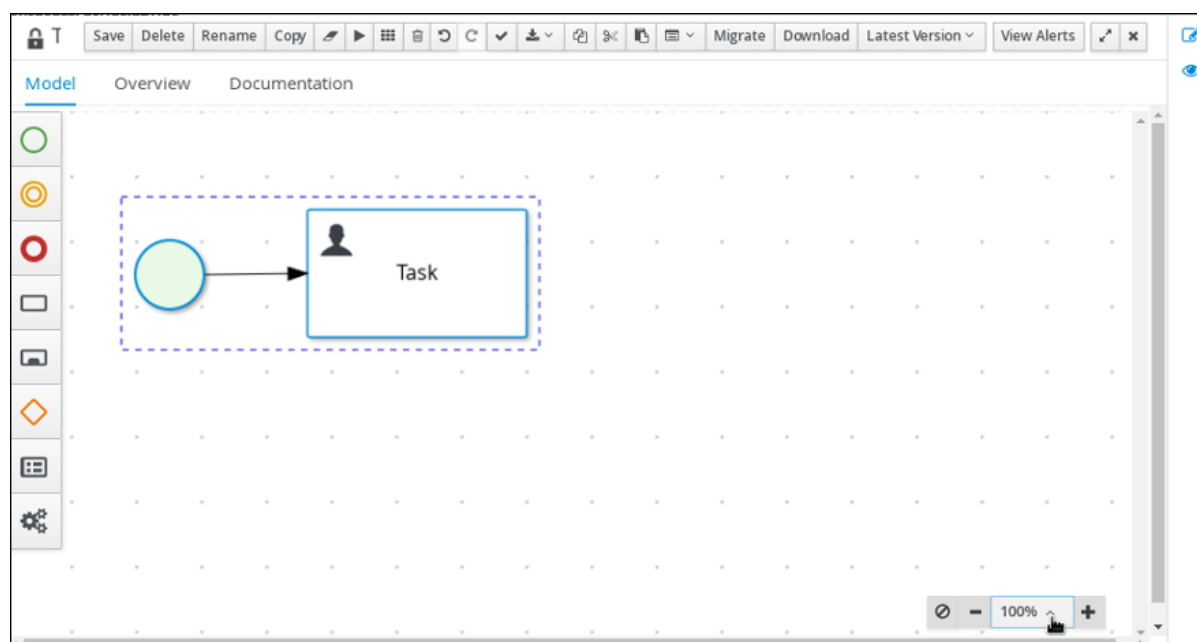 T Save Delete Rename Copy Migrate Download Latest Version View Alerts
Model Overview Documentation
Task
100%